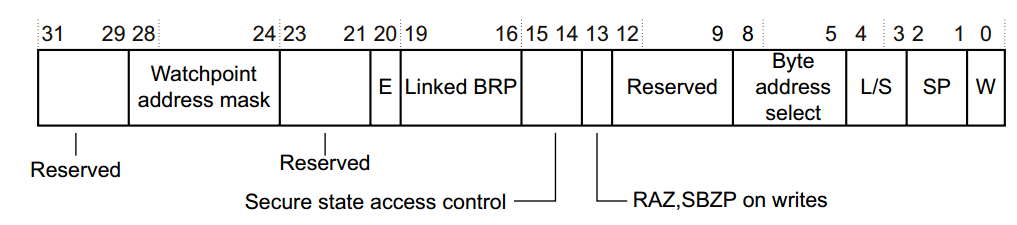 31 29 28 24 23 21 20 19 16 15 14 13 12 9 8 5 4 3 2 1 0
Watchpoint
address mask
E
Linked BRP
Reserved
Byte
address
select
L/S
SP
W
Reserved
Reserved
Secure state access control
RAZ,SBZP on writes